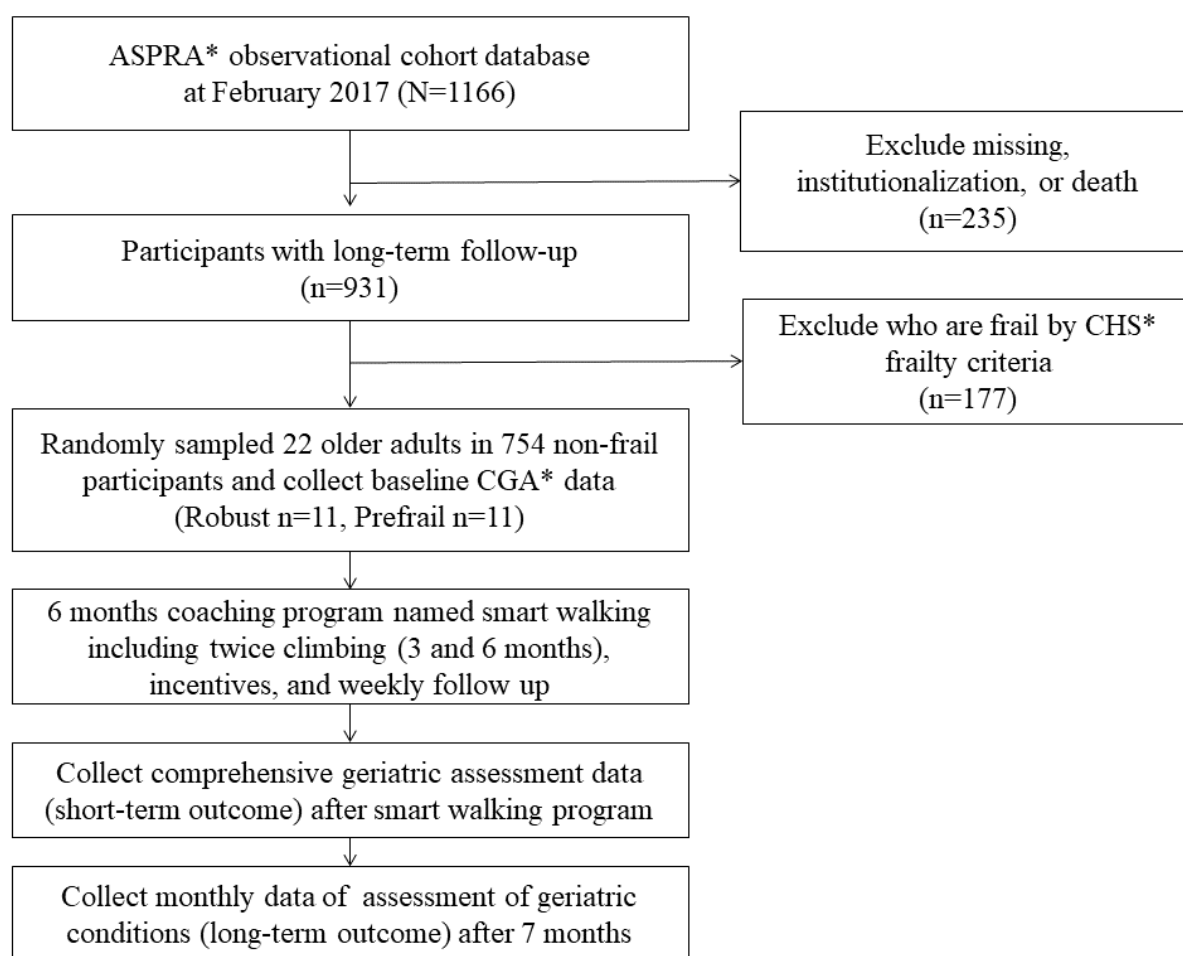 ASPRA* observational cohort database
at February 2017 (N=1166)
Exclude missing,
institutionalization, or death
(n=235)
Participants with long-term follow-up
(n=931)
Exclude who are frail by CHS*
frailty criteria
(n=177)
Randomly sampled 22 older adults in 754 non-frail
participants and collect baseline CGA* data
(Robust n=11, Prefrail n=11)
6 months coaching program named smart walking
including twice climbing (3 and 6 months),
incentives, and weekly follow up
Collect comprehensive geriatric assessment data
(short-term outcome) after smart walking program
Collect monthly data of assessment of geriatric
conditions (long-term outcome) after 7 months